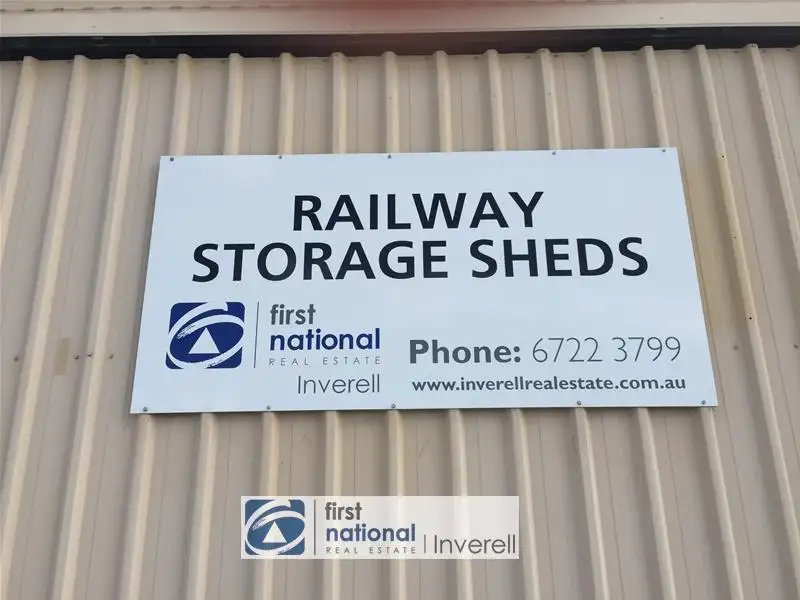 RAILWAY
STORAGE SHEDS
first
national
REAL ESTATE
Inverell
Phone: 6722 3799
www.inverellrealestate.com.au
first
national
REAL ESTATE | Inverell